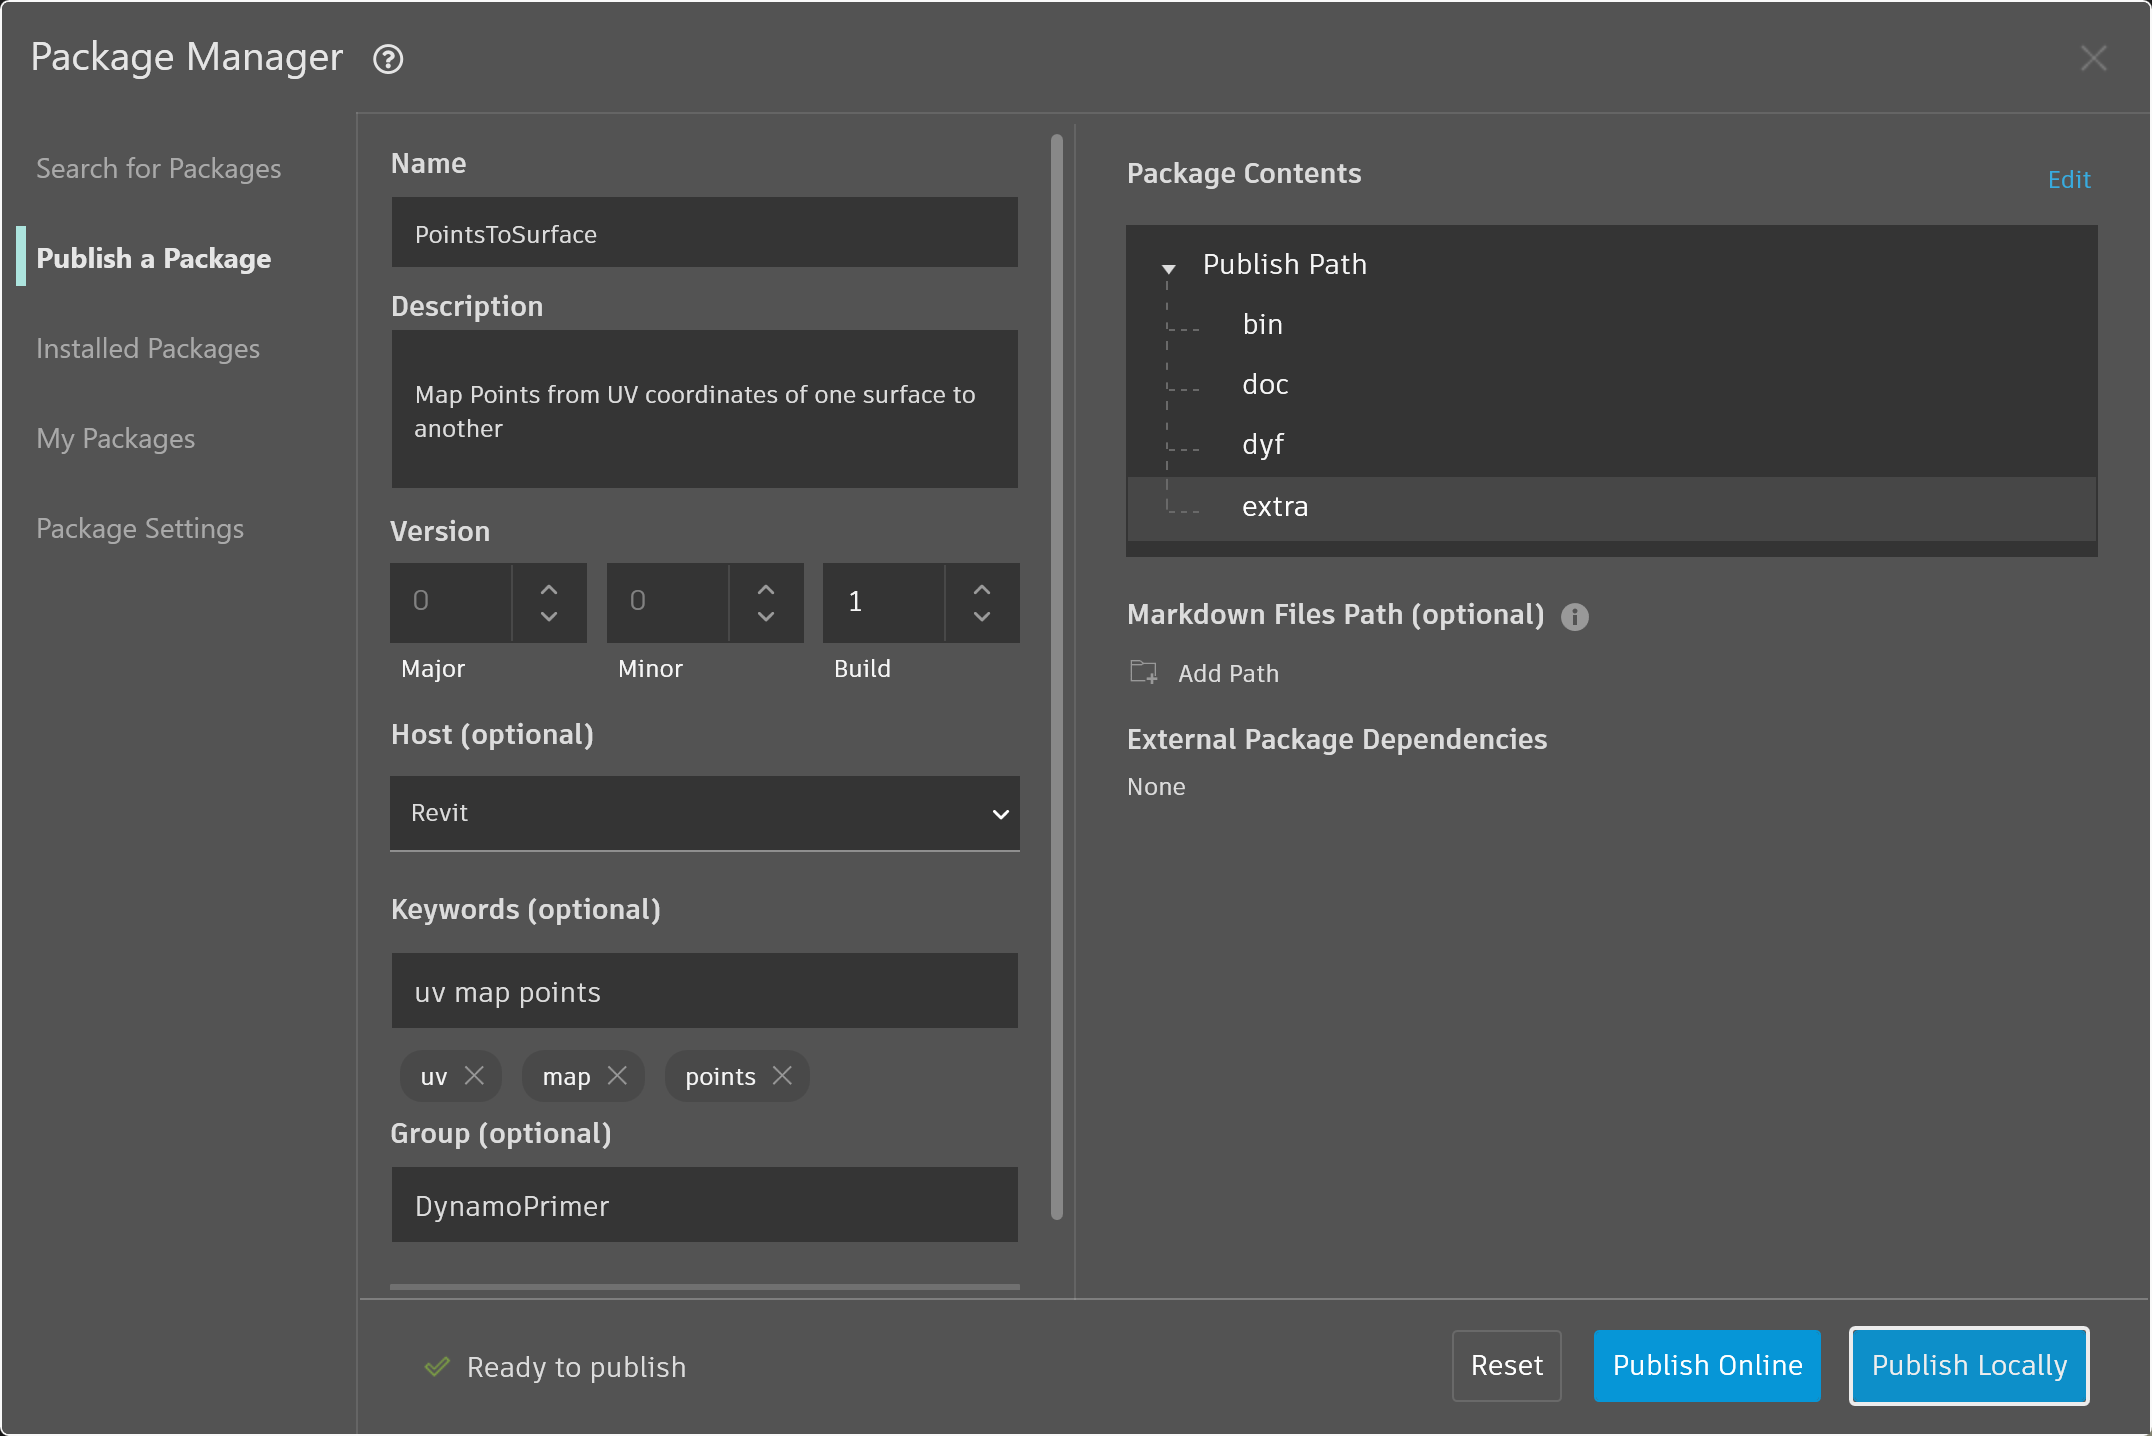 Package Manager
Search for Packages
Publish a Package
Installed Packages
My Packages
Package Settings
Name
PointsToSurface
Description
Map Points from UV coordinates of one surface to
another
Version
0 0 1
Major Minor Build
Host (optional)
Revit
Keywords (optional)
uv map points
uv map points
Group (optional)
DynamoPrimer
Package Contents
Edit
Publish Path
bin
doc
dyf
extra
Markdown Files Path (optional)
Add Path
External Package Dependencies
None
Ready to publish
Reset
Publish Online
Publish Locally